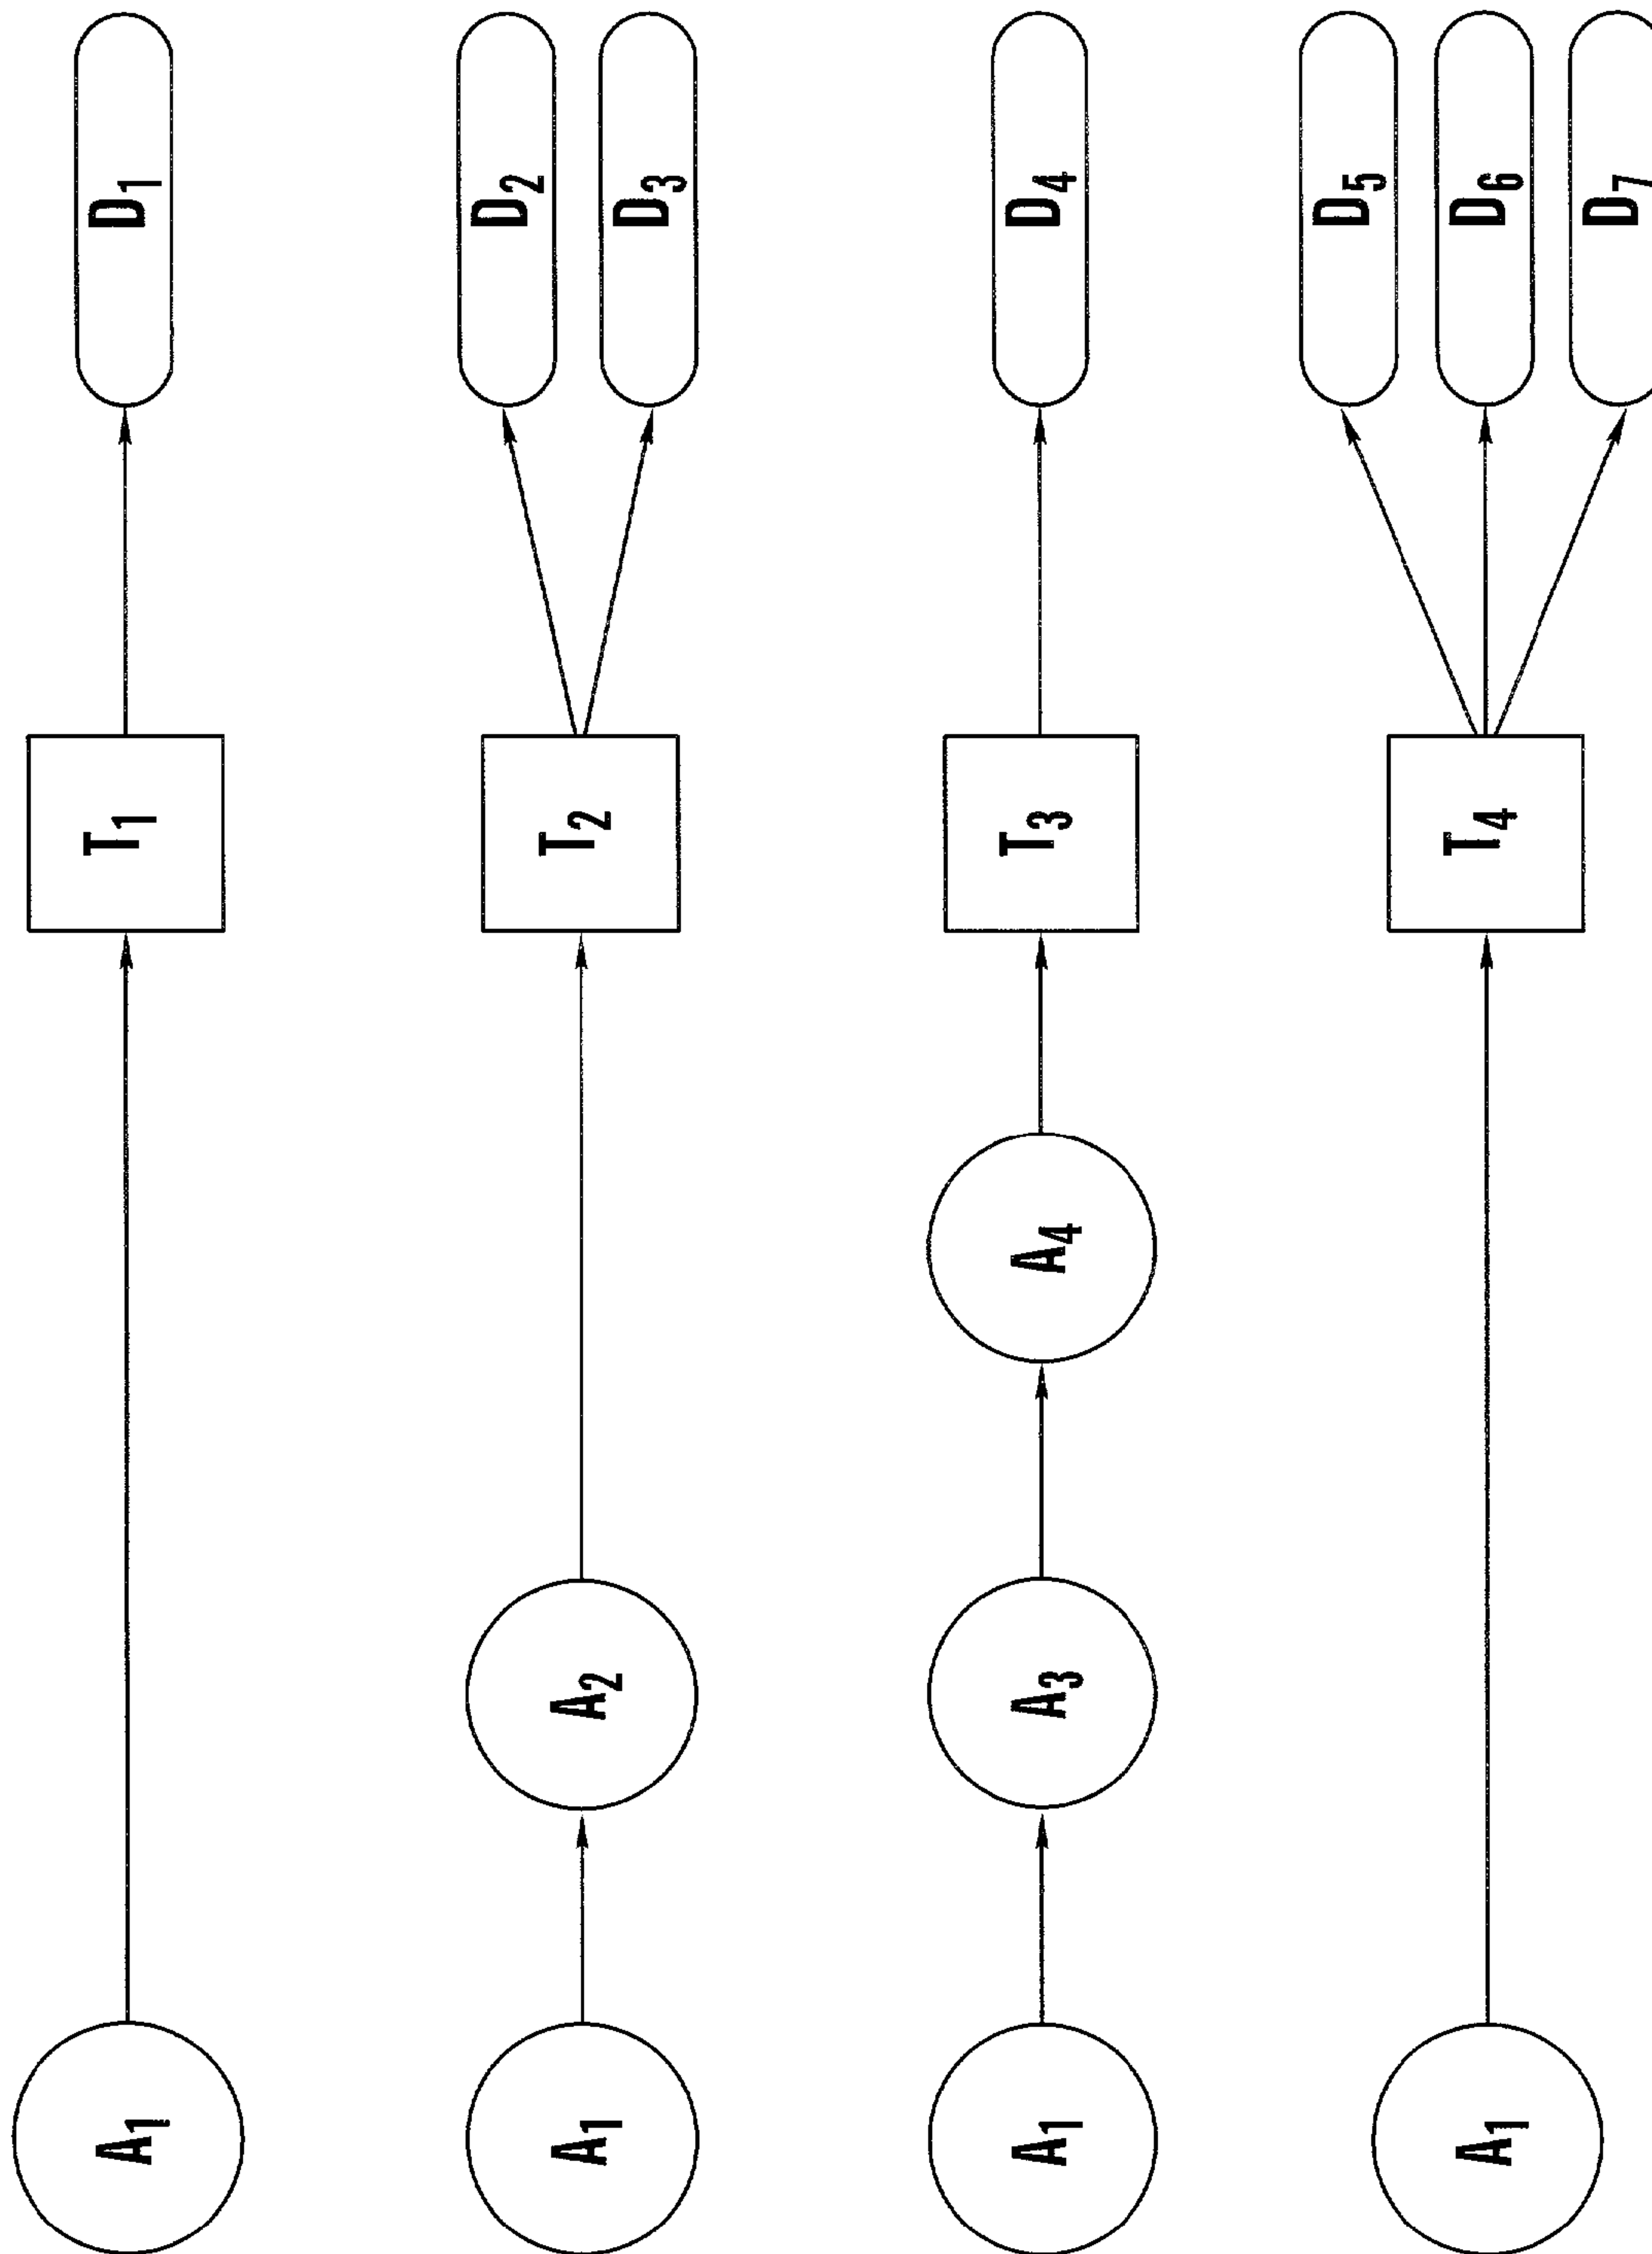 A₁ T₁ D₁
A₁ A₂ T₂ D₂
D₃
A₁ A₃ A₄ T₃ D₄
A₁ T₄ D₅
D₆
D₇